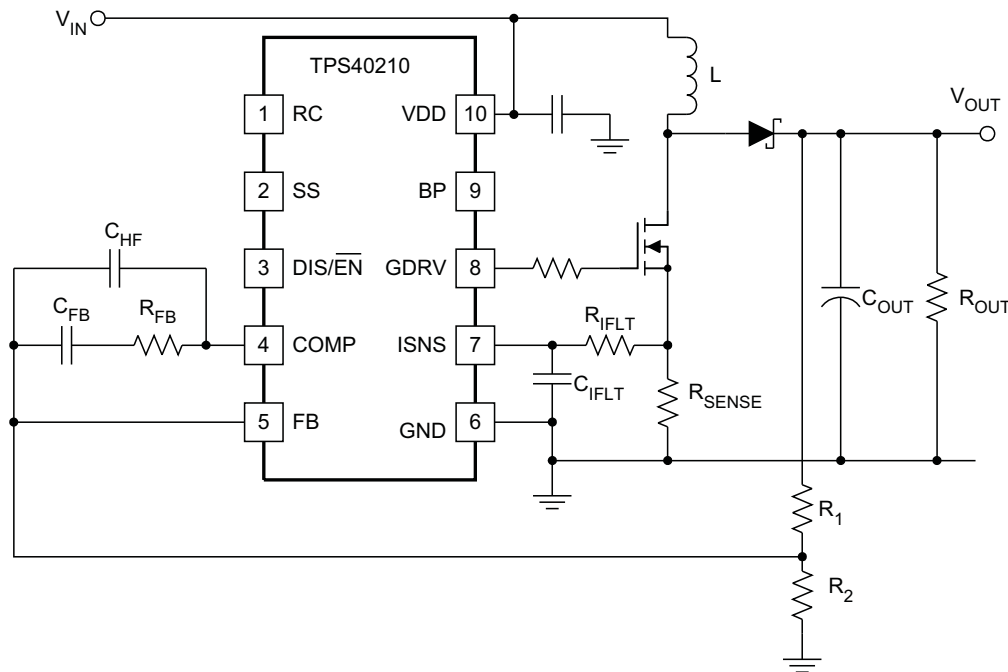 V_IN
TPS40210
L
V_OUT
1 RC VDD 10
2 SS BP 9
C_HF
3 DIS/E̅N̅ GDRV 8
C_FB R_FB
4 COMP ISNS 7
R_IFLT
C_OUT R_OUT
C_IFLT
R_SENSE
5 FB GND 6
R_1
R_2